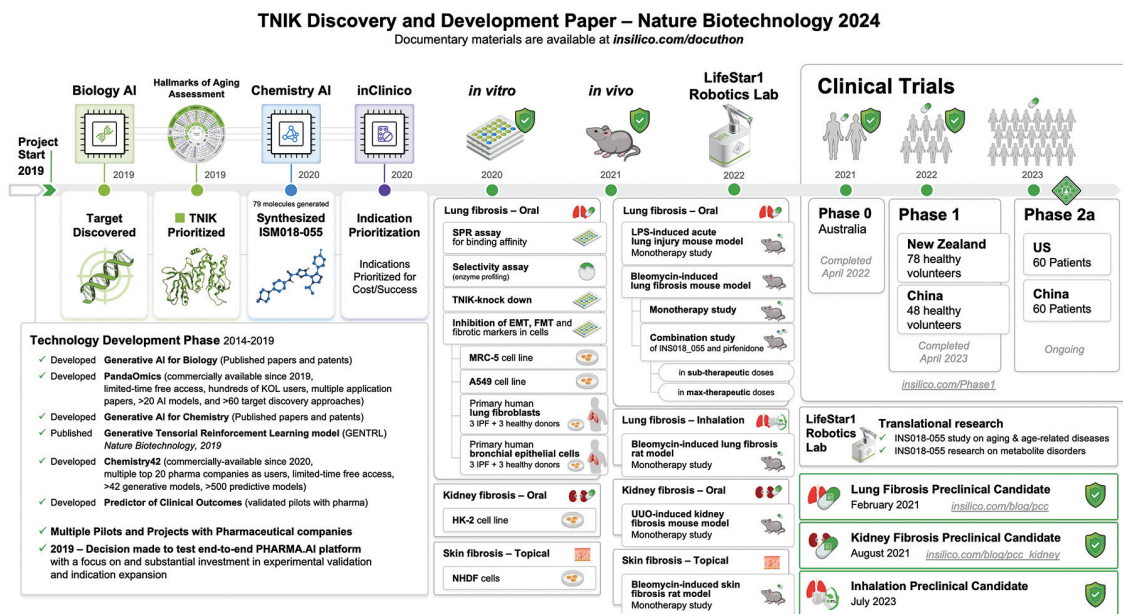 TNIK Discovery and Development Paper – Nature Biotechnology 2024
Documentary materials are available at insilico.com/docuthon
Project
Start
2019
Biology AI
2019
Target
Discovered
Hallmarks of Aging
Assessment
2019
TNIK
Prioritized
Chemistry AI
2020
79 molecules generated
Synthesized
ISM018-055
inClinico
2020
Indication
Prioritization
Indications
Prioritized for
Cost/Success
Technology Development Phase 2014-2019
✓ Developed Generative AI for Biology (Published papers and patents)
✓ Developed PandaOmics (commercially available since 2019,
limited-time free access, hundreds of KOL users, multiple application
papers, >20 AI models, and >60 target discovery approaches)
✓ Developed Generative AI for Chemistry (Published papers and patents)
✓ Published Generative Tensorial Reinforcement Learning model (GENTRL)
Nature Biotechnology, 2019
✓ Developed Chemistry42 (commercially-available since 2020,
multiple top 20 pharma companies as users, limited-time free access,
>42 generative models, >500 predictive models)
✓ Developed Predictor of Clinical Outcomes (validated pilots with pharma)
✓ Multiple Pilots and Projects with Pharmaceutical companies
✓ 2019 – Decision made to test end-to-end PHARMA.AI platform
with a focus on and substantial investment in experimental validation
and indication expansion
in vitro
2020
Lung fibrosis – Oral
SPR assay
for binding affinity
Selectivity assay
(enzyme profiling)
TNIK-knock down
Inhibition of EMT, FMT and
fibrotic markers in cells
MRC-5 cell line
A549 cell line
Primary human
lung fibroblasts
3 IPF + 3 healthy donors
Primary human
bronchial epithelial cells
3 IPF + 3 healthy donors
Kidney fibrosis – Oral
HK-2 cell line
Skin fibrosis – Topical
NHDF cells
in vivo
2021
LifeStar1
Robotics Lab
2022
Lung fibrosis – Oral
LPS-induced acute
lung injury mouse model
Monotherapy study
Bleomycin-induced
lung fibrosis mouse model
Monotherapy study
Combination study
of INS018_055 and pirfenidone
in sub-therapeutic doses
in max-therapeutic doses
Lung fibrosis – Inhalation
Bleomycin-induced lung fibrosis
rat model
Monotherapy study
Kidney fibrosis – Oral
UUO-induced kidney
fibrosis mouse model
Monotherapy study
Skin fibrosis – Topical
Bleomycin-induced skin
fibrosis rat model
Monotherapy study
Clinical Trials
2021
Phase 0
Australia
Completed
April 2022
2022
Phase 1
New Zealand
78 healthy
volunteers
China
48 healthy
volunteers
Completed
April 2023
insilico.com/Phase1
2023
Phase 2a
US
60 Patients
China
60 Patients
Ongoing
LifeStar1
Robotics
Lab
Translational research
✓ INS018-055 study on aging & age-related diseases
✓ INS018-055 research on metabolite disorders
Lung Fibrosis Preclinical Candidate
February 2021 insilico.com/blog/pcc
Kidney Fibrosis Preclinical Candidate
August 2021 insilico.com/blog/pcc_kidney
Inhalation Preclinical Candidate
July 2023